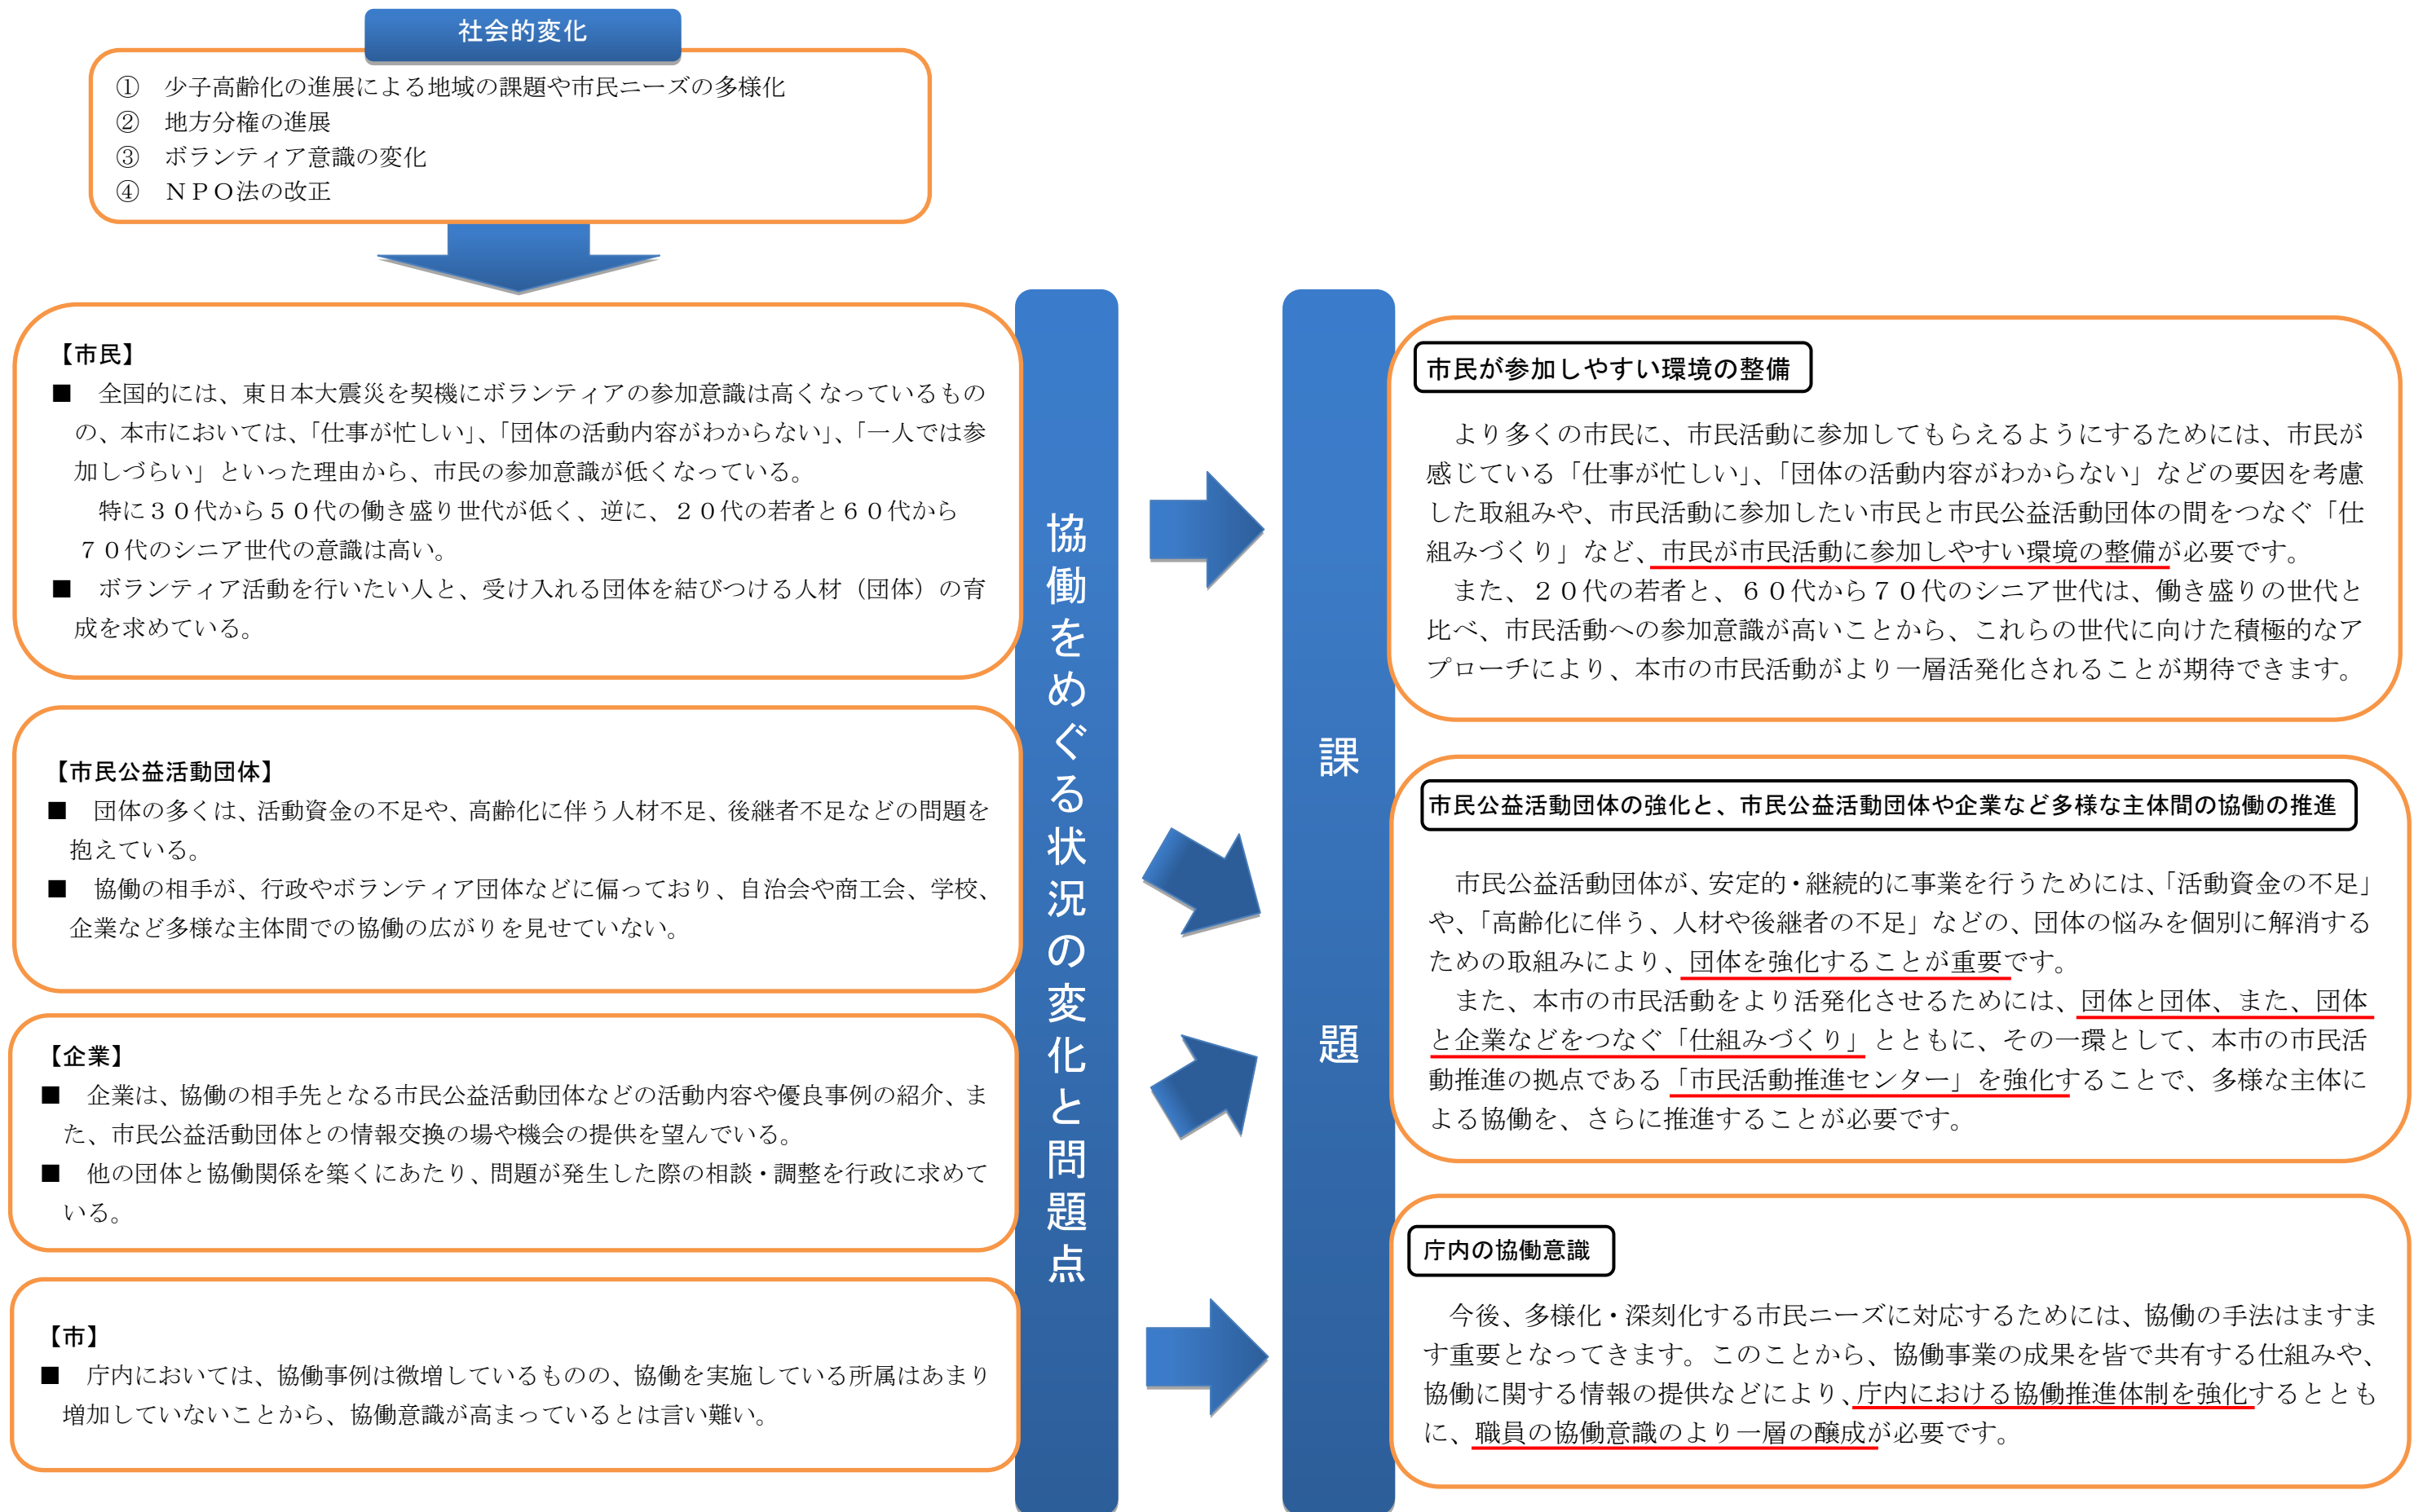 社会的変化
①　少子高齢化の進展による地域の課題や市民ニーズの多様化
②　地方分権の進展
③　ボランティア意識の変化
④　ＮＰＯ法の改正
【市民】
■　全国的には、東日本大震災を契機にボランティアの参加意識は高くなっているもの
の、本市においては、「仕事が忙しい」、「団体の活動内容がわからない」、「一人では参
加しづらい」といった理由から、市民の参加意識が低くなっている。
特に３０代から５０代の働き盛り世代が低く、逆に、２０代の若者と６０代から
７０代のシニア世代の意識は高い。
■　ボランティア活動を行いたい人と、受け入れる団体を結びつける人材（団体）の育
成を求めている。
【市民公益活動団体】
■　団体の多くは、活動資金の不足や、高齢化に伴う人材不足、後継者不足などの問題を
抱えている。
■　協働の相手が、行政やボランティア団体などに偏っており、自治会や商工会、学校、
企業など多様な主体間での協働の広がりを見せていない。
【企業】
■　企業は、協働の相手先となる市民公益活動団体などの活動内容や優良事例の紹介、ま
た、市民公益活動団体との情報交換の場や機会の提供を望んでいる。
■　他の団体と協働関係を築くにあたり、問題が発生した際の相談・調整を行政に求めて
いる。
【市】
■　庁内においては、協働事例は微増しているものの、協働を実施している所属はあまり
増加していないことから、協働意識が高まっているとは言い難い。
協働をめぐる状況の変化と問題点
課題
市民が参加しやすい環境の整備
より多くの市民に、市民活動に参加してもらえるようにするためには、市民が
感じている「仕事が忙しい」、「団体の活動内容がわからない」などの要因を考慮
した取組みや、市民活動に参加したい市民と市民公益活動団体の間をつなぐ「仕
組みづくり」など、市民が市民活動に参加しやすい環境の整備が必要です。
また、２０代の若者と、６０代から７０代のシニア世代は、働き盛りの世代と
比べ、市民活動への参加意識が高いことから、これらの世代に向けた積極的なア
プローチにより、本市の市民活動がより一層活発化されることが期待できます。
市民公益活動団体の強化と、市民公益活動団体や企業など多様な主体間の協働の推進
市民公益活動団体が、安定的・継続的に事業を行うためには、「活動資金の不足」
や、「高齢化に伴う、人材や後継者の不足」などの、団体の悩みを個別に解消する
ための取組みにより、団体を強化することが重要です。
また、本市の市民活動をより活発化させるためには、団体と団体、また、団体
と企業などをつなぐ「仕組みづくり」とともに、その一環として、本市の市民活
動推進の拠点である「市民活動推進センター」を強化することで、多様な主体に
よる協働を、さらに推進することが必要です。
庁内の協働意識
今後、多様化・深刻化する市民ニーズに対応するためには、協働の手法はますま
す重要となってきます。このことから、協働事業の成果を皆で共有する仕組みや、
協働に関する情報の提供などにより、庁内における協働推進体制を強化するととも
に、職員の協働意識のより一層の醸成が必要です。